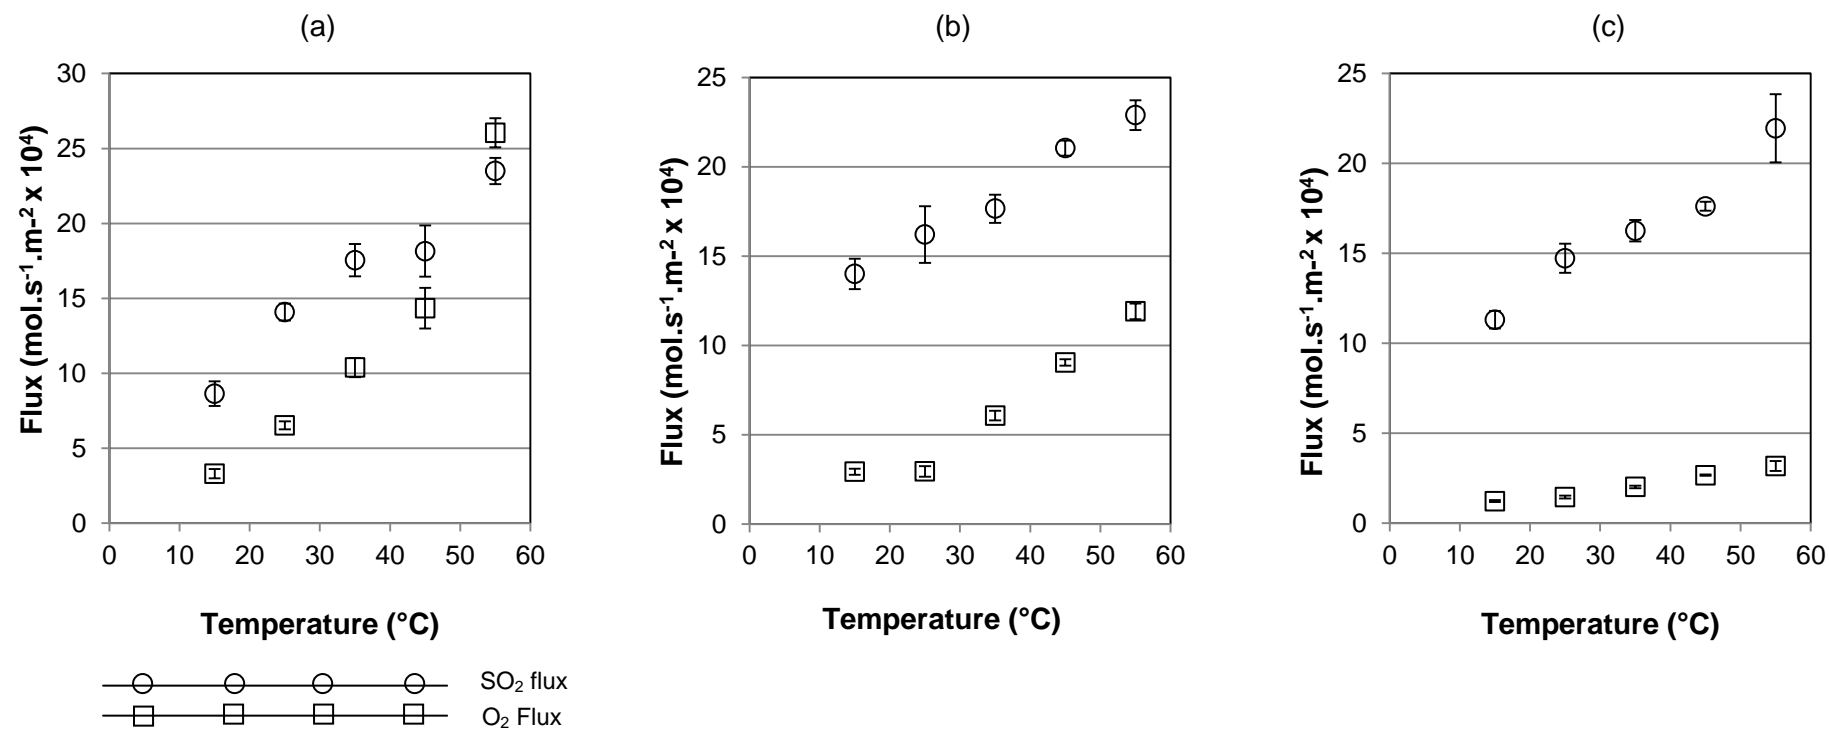 (a)
30
25
20
15
10
5
0
0 10 20 30 40 50 60
Flux (mol.s⁻¹.m-² x 10⁴)
Temperature (°C)
(b)
25
20
15
10
5
0
0 10 20 30 40 50 60
Flux (mol.s⁻¹.m-² x 10⁴)
Temperature (°C)
(c)
25
20
15
10
5
0
0 10 20 30 40 50 60
Flux (mol.s⁻¹.m-² x 10⁴)
Temperature (°C)
SO₂ flux
O₂ Flux